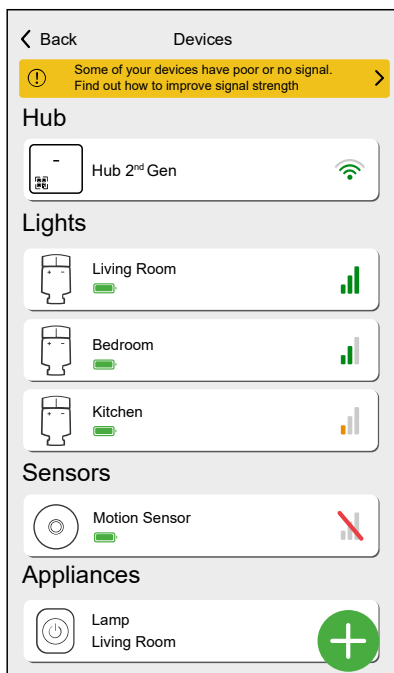 Back
Devices
Some of your devices have poor or no signal.
Find out how to improve signal strength
Hub
Hub 2nd Gen
Lights
Living Room
Bedroom
Kitchen
Sensors
Motion Sensor
Appliances
Lamp
Living Room